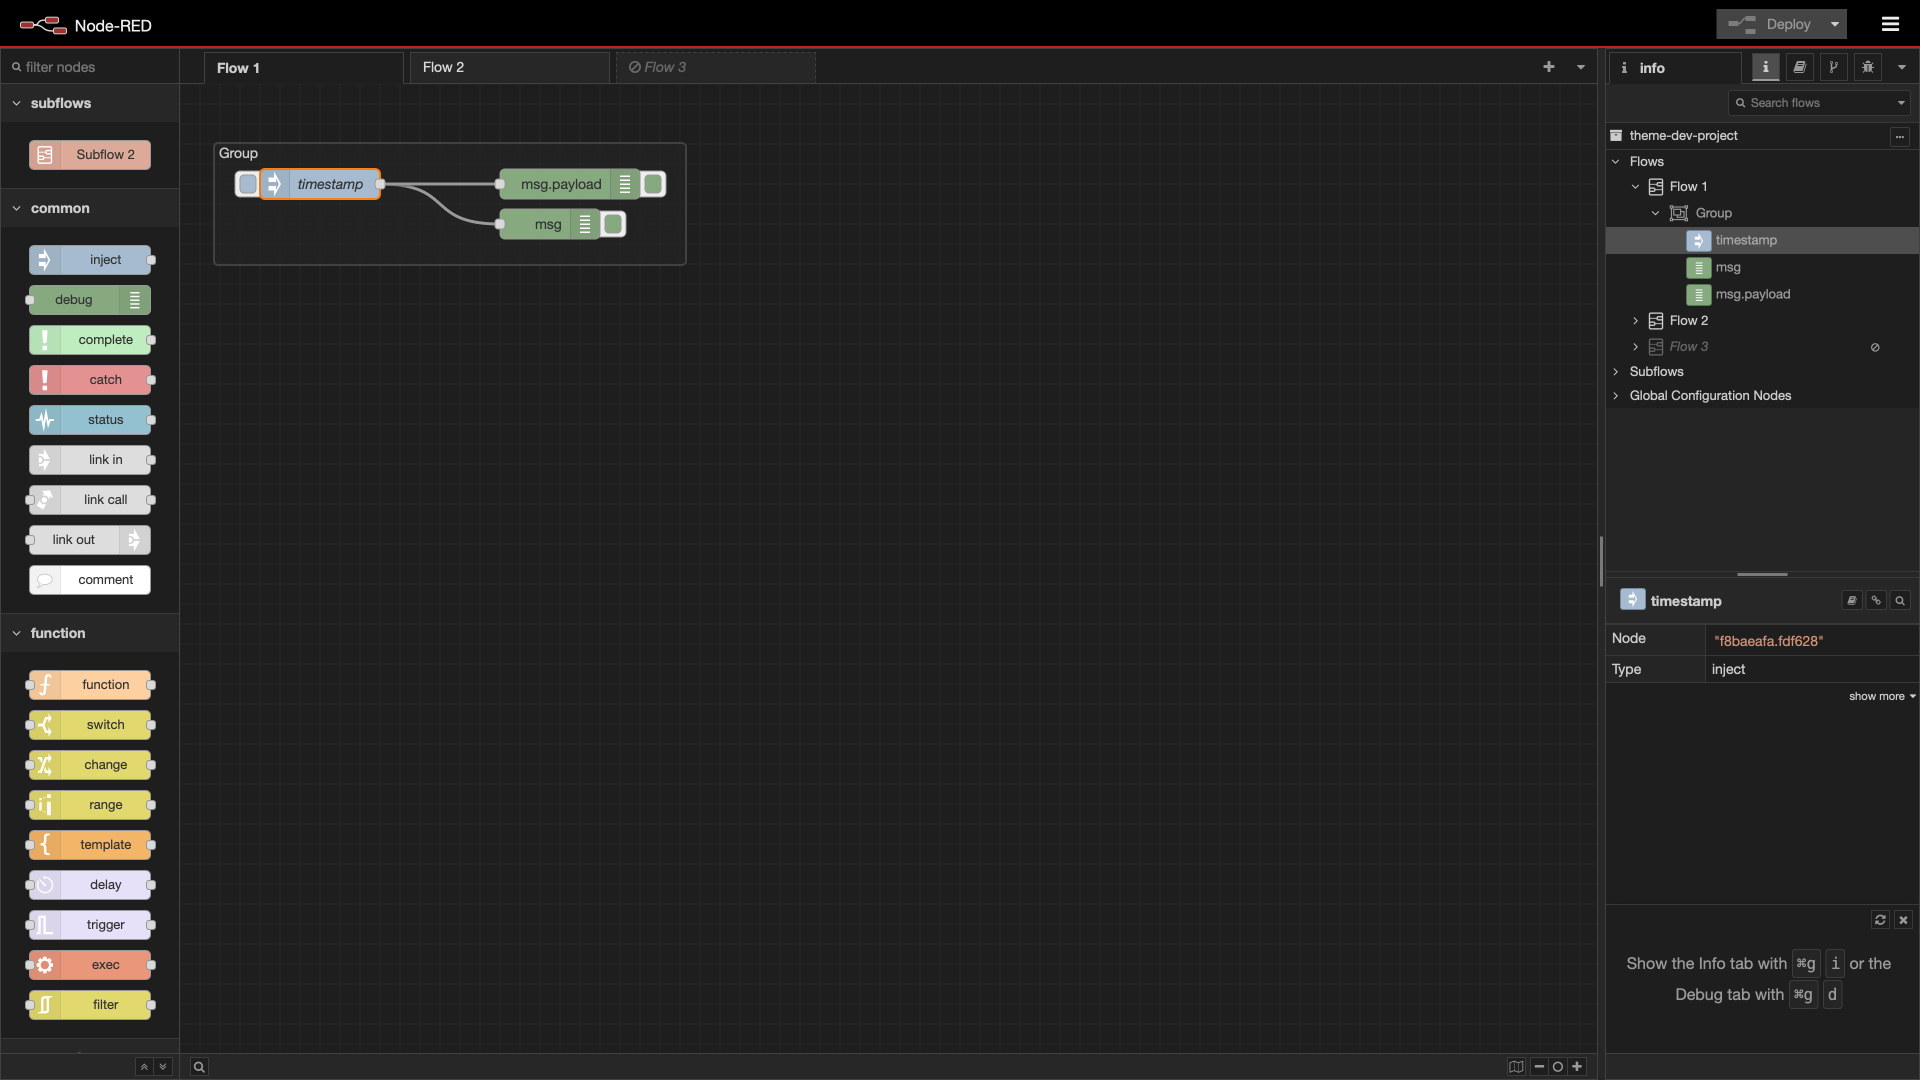 Node-RED
Deploy
filter nodes
Flow 1
Flow 2
Flow 3
info
Search flows
subflows
Subflow 2
common
inject
debug
complete
catch
status
link in
link call
link out
comment
function
function
switch
change
range
template
delay
trigger
exec
filter
Group
timestamp
msg.payload
msg
theme-dev-project
...
Flows
Flow 1
Group
timestamp
msg
msg.payload
Flow 2
Flow 3
Subflows
Global Configuration Nodes
timestamp
Node "f8baeafa.fdf628"
Type inject
show more
Show the Info tab with ⌘g i or the
Debug tab with ⌘g d